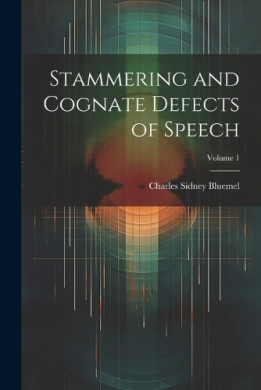 Stammering and
Cognate Defects
of Speech
Volume 1
Charles Sidney Bluemel